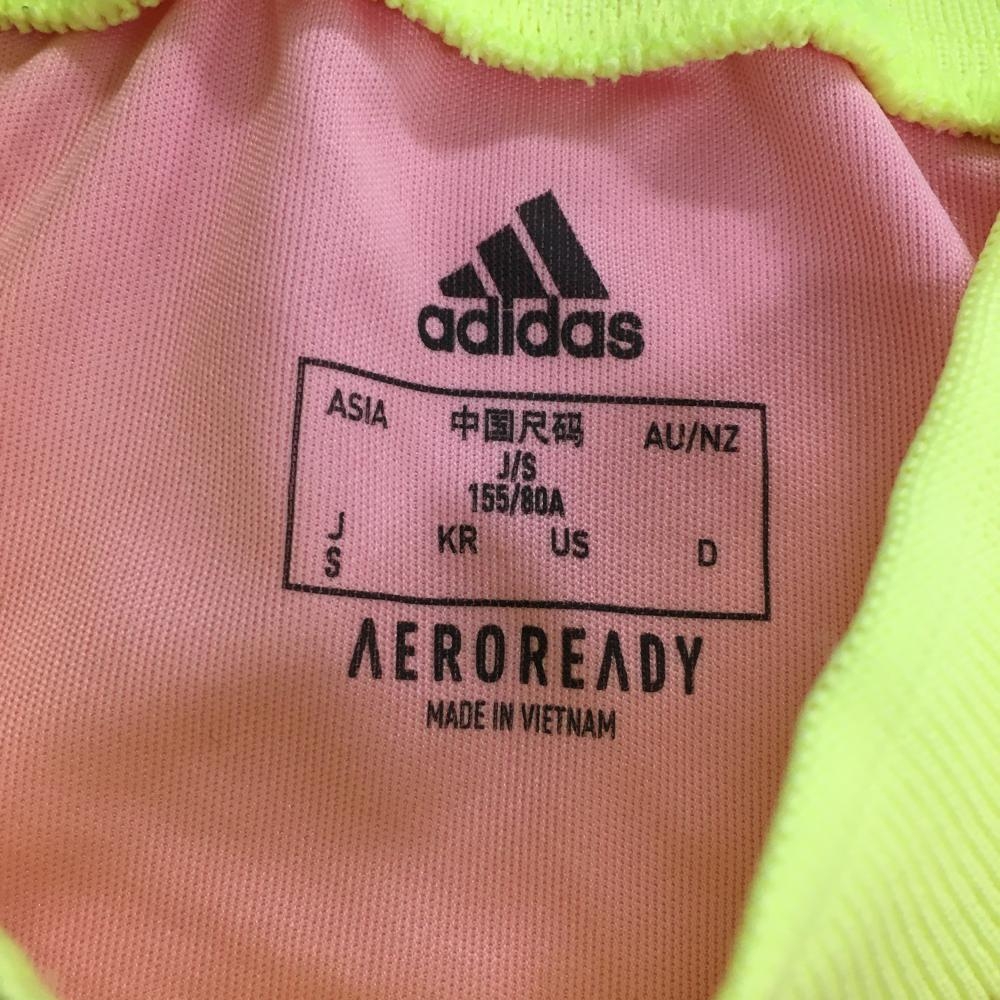 adidas
ASIA 中国尺码 AU/NZ
J/S
155/80A
J
S
KR US D
AEROREADY
MADE IN VIETNAM